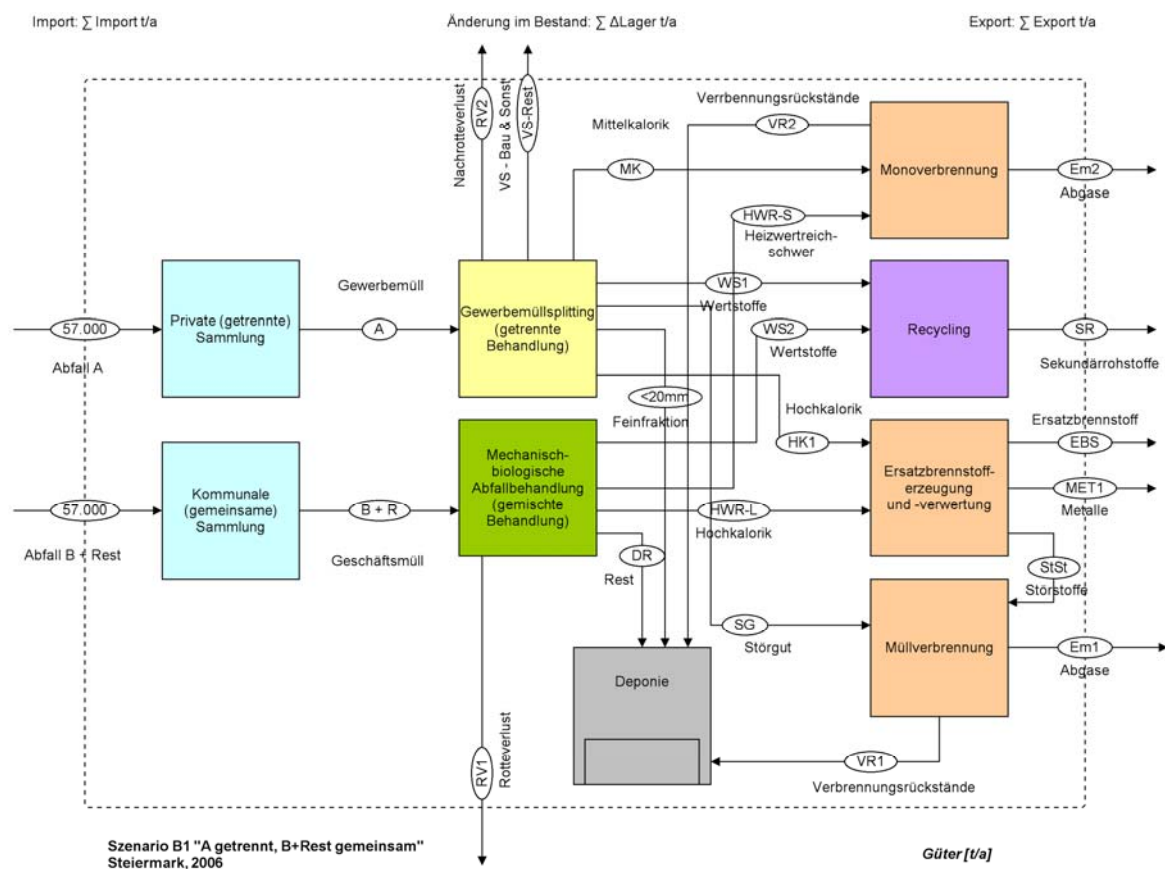 Import: ∑ Import t/a
Änderung im Bestand: ∑ ΔLager t/a
Export: ∑ Export t/a
Nachrotteverlust
RV2
VS - Bau & Sonst
VS-Rest
Verrbennungsrückstände
VR2
Mittelkalorik
MK
Monoverbrennung
Em2
Abgase
HWR-S
Heizwertreich-
schwer
Gewerbemüll
57.000
Abfall A
Private (getrennte)
Sammlung
A
Gewerbemüllsplitting
(getrennte
Behandlung)
WS1
Wertstoffe
WS2
Wertstoffe
Recycling
SR
Sekundärrohstoffe
<20mm
Feinfraktion
Hochkalorik
HK1
Ersatzbrennstoff
EBS
MET1
Metalle
Ersatzbrennstoff-
erzeugung
und -verwertung
57.000
Abfall B + Rest
Kommunale
(gemeinsame)
Sammlung
B + R
Geschäftsmüll
Mechanisch-
biologische
Abfallbehandlung
(gemischte
Behandlung)
HWR-L
Hochkalorik
DR
Rest
StSt
Störstoffe
SG
Störgut
Müllverbrennung
Em1
Abgase
Deponie
RV1
Rotteverlust
VR1
Verbrennungsrückstände
Szenario B1 "A getrennt, B+Rest gemeinsam"
Steiermark, 2006
Güter [t/a]